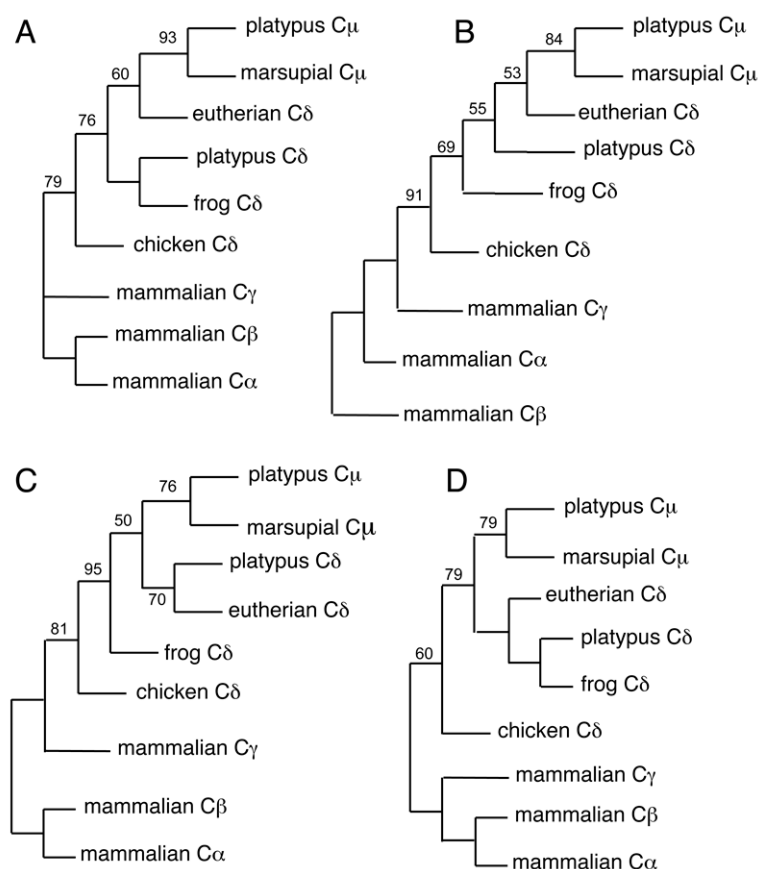 A
93
platypus Cμ
60
marsupial Cμ
76
eutherian Cδ
platypus Cδ
79
frog Cδ
chicken Cδ
mammalian Cγ
mammalian Cβ
mammalian Cα
B
84
platypus Cμ
53
marsupial Cμ
55
eutherian Cδ
69
platypus Cδ
91
frog Cδ
chicken Cδ
mammalian Cγ
mammalian Cα
mammalian Cβ
C
76
platypus Cμ
50
marsupial Cμ
95
platypus Cδ
70
eutherian Cδ
81
frog Cδ
chicken Cδ
mammalian Cγ
mammalian Cβ
mammalian Cα
D
79
platypus Cμ
marsupial Cμ
79
eutherian Cδ
platypus Cδ
60
frog Cδ
chicken Cδ
mammalian Cγ
mammalian Cβ
mammalian Cα